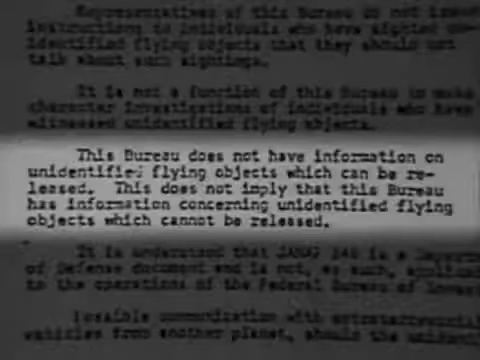 Representatives of this Bureau do not issue
instructions to individuals who have sighted un-
identified flying objects that they should not
talk about such sightings.
It is not a function of this Bureau to make
character investigations of individuals who have
witnessed unidentified flying objects.
This Bureau does not have information on
unidentified flying objects which can be re-
leased. This does not imply that this Bureau
has information concerning unidentified flying
objects which cannot be released.
It is understood that JANAP 146 is a
of Defense document and is not, as such,
to the operations of the Federal Bureau of
Possible communication with
vehicles from another planet, should the